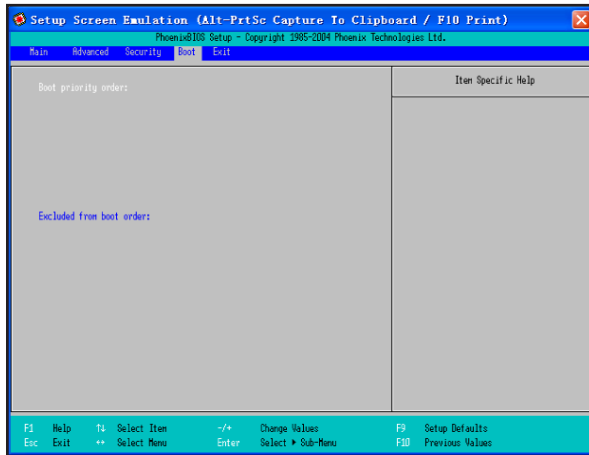 Setup Screen Emulation (Alt-PrtSc Capture To Clipboard / F10 Print)
PhoenixBIOS Setup - Copyright 1985-2004 Phoenix Technologies Ltd.
Main Advanced Security Boot Exit
Boot priority order:
Item Specific Help
Excluded from boot order:
F1 Help ↑↓ Select Item -/+ Change Values F9 Setup Defaults
Esc Exit ↔ Select Menu Enter Select ▶ Sub-Menu F10 Previous Values